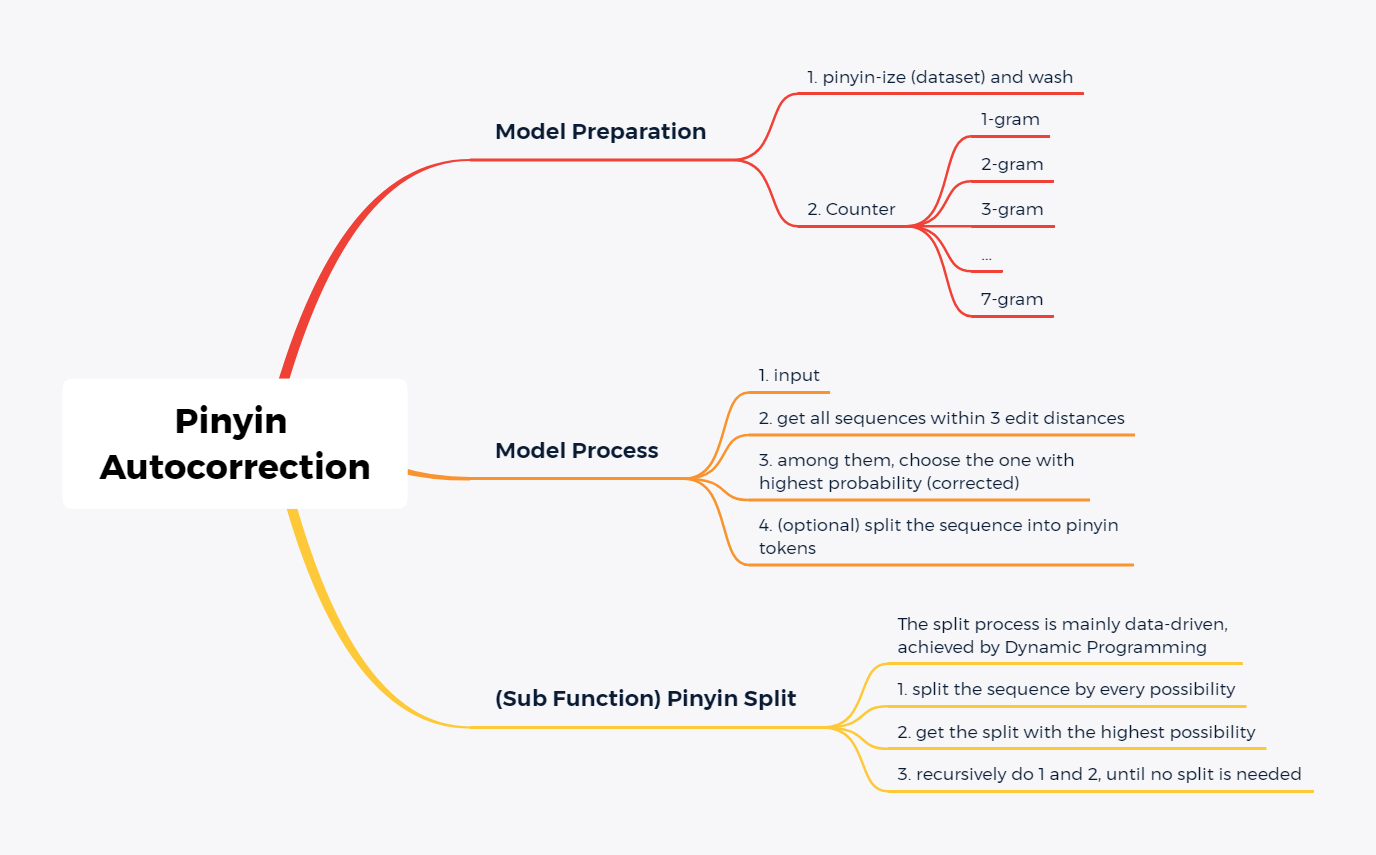 Pinyin
Autocorrection
Model Preparation
1. pinyin-ize (dataset) and wash
2. Counter
1-gram
2-gram
3-gram
...
7-gram
Model Process
1. input
2. get all sequences within 3 edit distances
3. among them, choose the one with
highest probability (corrected)
4. (optional) split the sequence into pinyin
tokens
(Sub Function) Pinyin Split
The split process is mainly data-driven,
achieved by Dynamic Programming
1. split the sequence by every possibility
2. get the split with the highest possibility
3. recursively do 1 and 2, until no split is needed